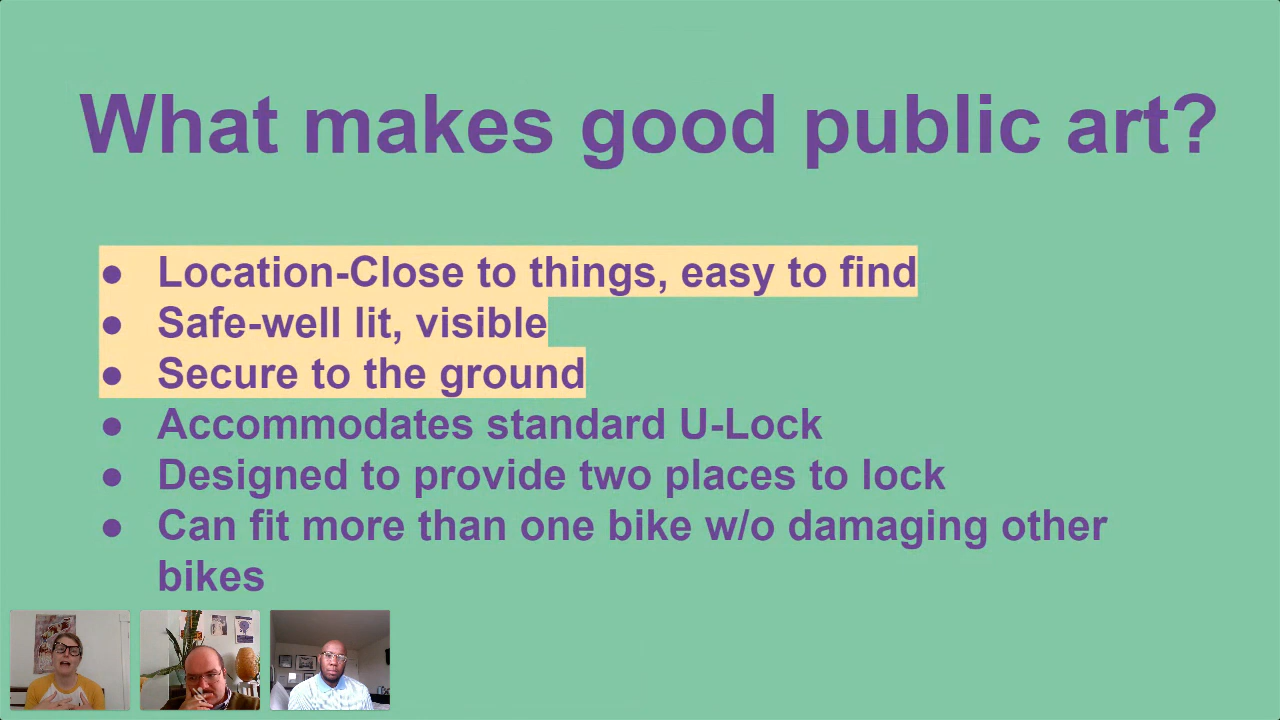 What makes good public art?
● Location-Close to things, easy to find
● Safe-well lit, visible
● Secure to the ground
● Accommodates standard U-Lock
● Designed to provide two places to lock
● Can fit more than one bike w/o damaging other
bikes